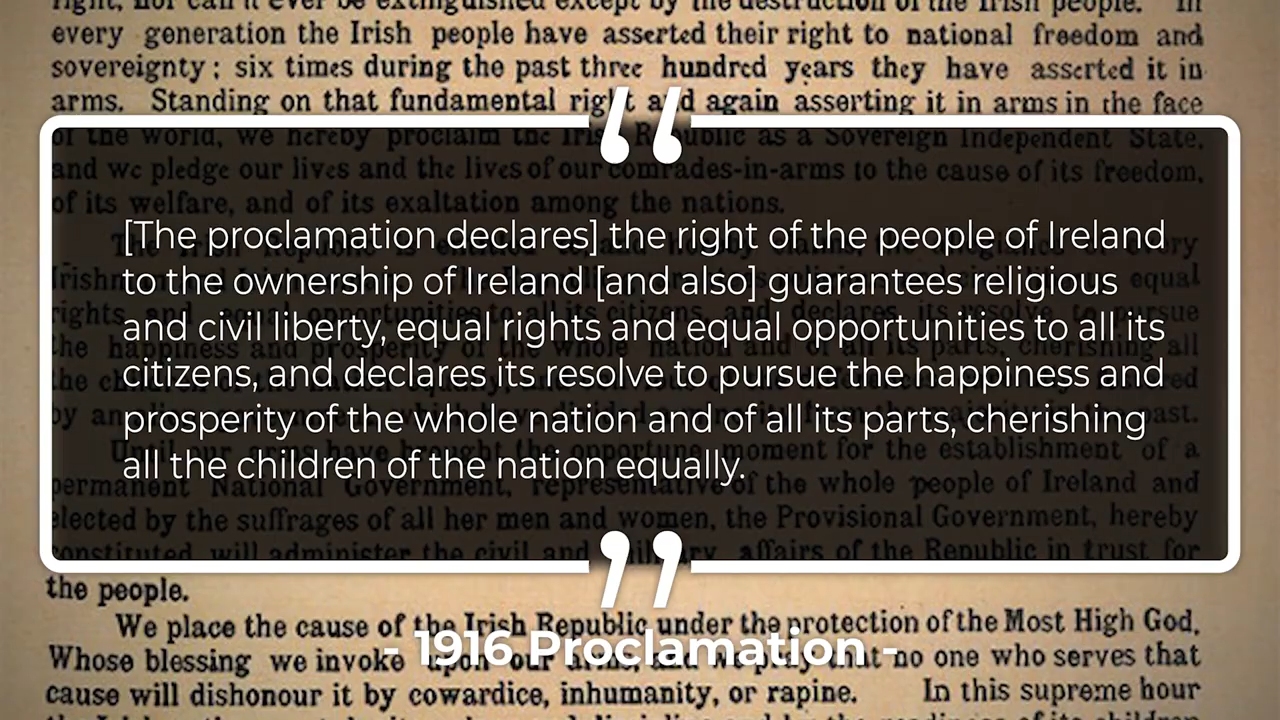 right, nor can it ever be extinguished except by the destruction of the Irish people. In
every generation the Irish people have asserted their right to national freedom and
sovereignty; six times during the past three hundred years they have asserted it in
arms. Standing on that fundamental right and again asserting it in arms in the face
of the world, we hereby proclaim the Irish Republic as a Sovereign Independent State,
and we pledge our lives and the lives of our comrades-in-arms to the cause of its freedom,
of its welfare, and of its exaltation among the nations.
“
[The proclamation declares] the right of the people of Ireland
to the ownership of Ireland [and also] guarantees religious
and civil liberty, equal rights and equal opportunities to all its
citizens, and declares its resolve to pursue the happiness and
prosperity of the whole nation and of all its parts, cherishing
all the children of the nation equally.
”
moment for the establishment of a
permanent National Government, representative of the whole people of Ireland and
elected by the suffrages of all her men and women, the Provisional Government, hereby
constituted, will administer the civil and military affairs of the Republic in trust for
the people.
We place the cause of the Irish Republic under the protection of the Most High God,
- 1916 Proclamation -
Whose blessing we invoke upon our arms, and we pray that no one who serves that
cause will dishonour it by cowardice, inhumanity, or rapine. In this supreme hour